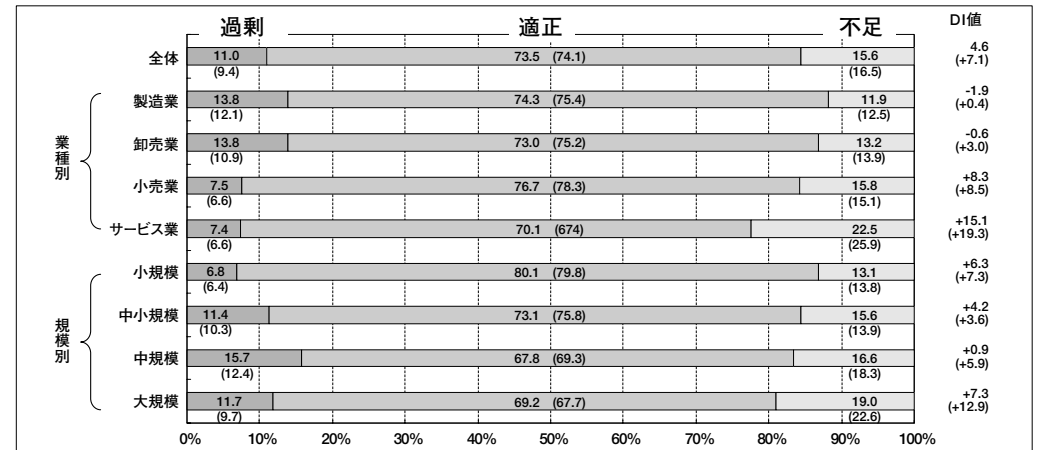 過剰 適正 不足 DI値
全体 11.0 73.5 (74.1) 15.6 4.6
(9.4) (16.5) (+7.1)
業種別
製造業 13.8 74.3 (75.4) 11.9 -1.9
(12.1) (12.5) (+0.4)
卸売業 13.8 73.0 (75.2) 13.2 -0.6
(10.9) (13.9) (+3.0)
小売業 7.5 76.7 (78.3) 15.8 +8.3
(6.6) (15.1) (+8.5)
サービス業 7.4 70.1 (674) 22.5 +15.1
(6.6) (25.9) (+19.3)
規模別
小規模 6.8 80.1 (79.8) 13.1 +6.3
(6.4) (13.8) (+7.3)
中小規模 11.4 73.1 (75.8) 15.6 +4.2
(10.3) (13.9) (+3.6)
中規模 15.7 67.8 (69.3) 16.6 +0.9
(12.4) (18.3) (+5.9)
大規模 11.7 69.2 (67.7) 19.0 +7.3
(9.7) (22.6) (+12.9)
0% 10% 20% 30% 40% 50% 60% 70% 80% 90% 100%